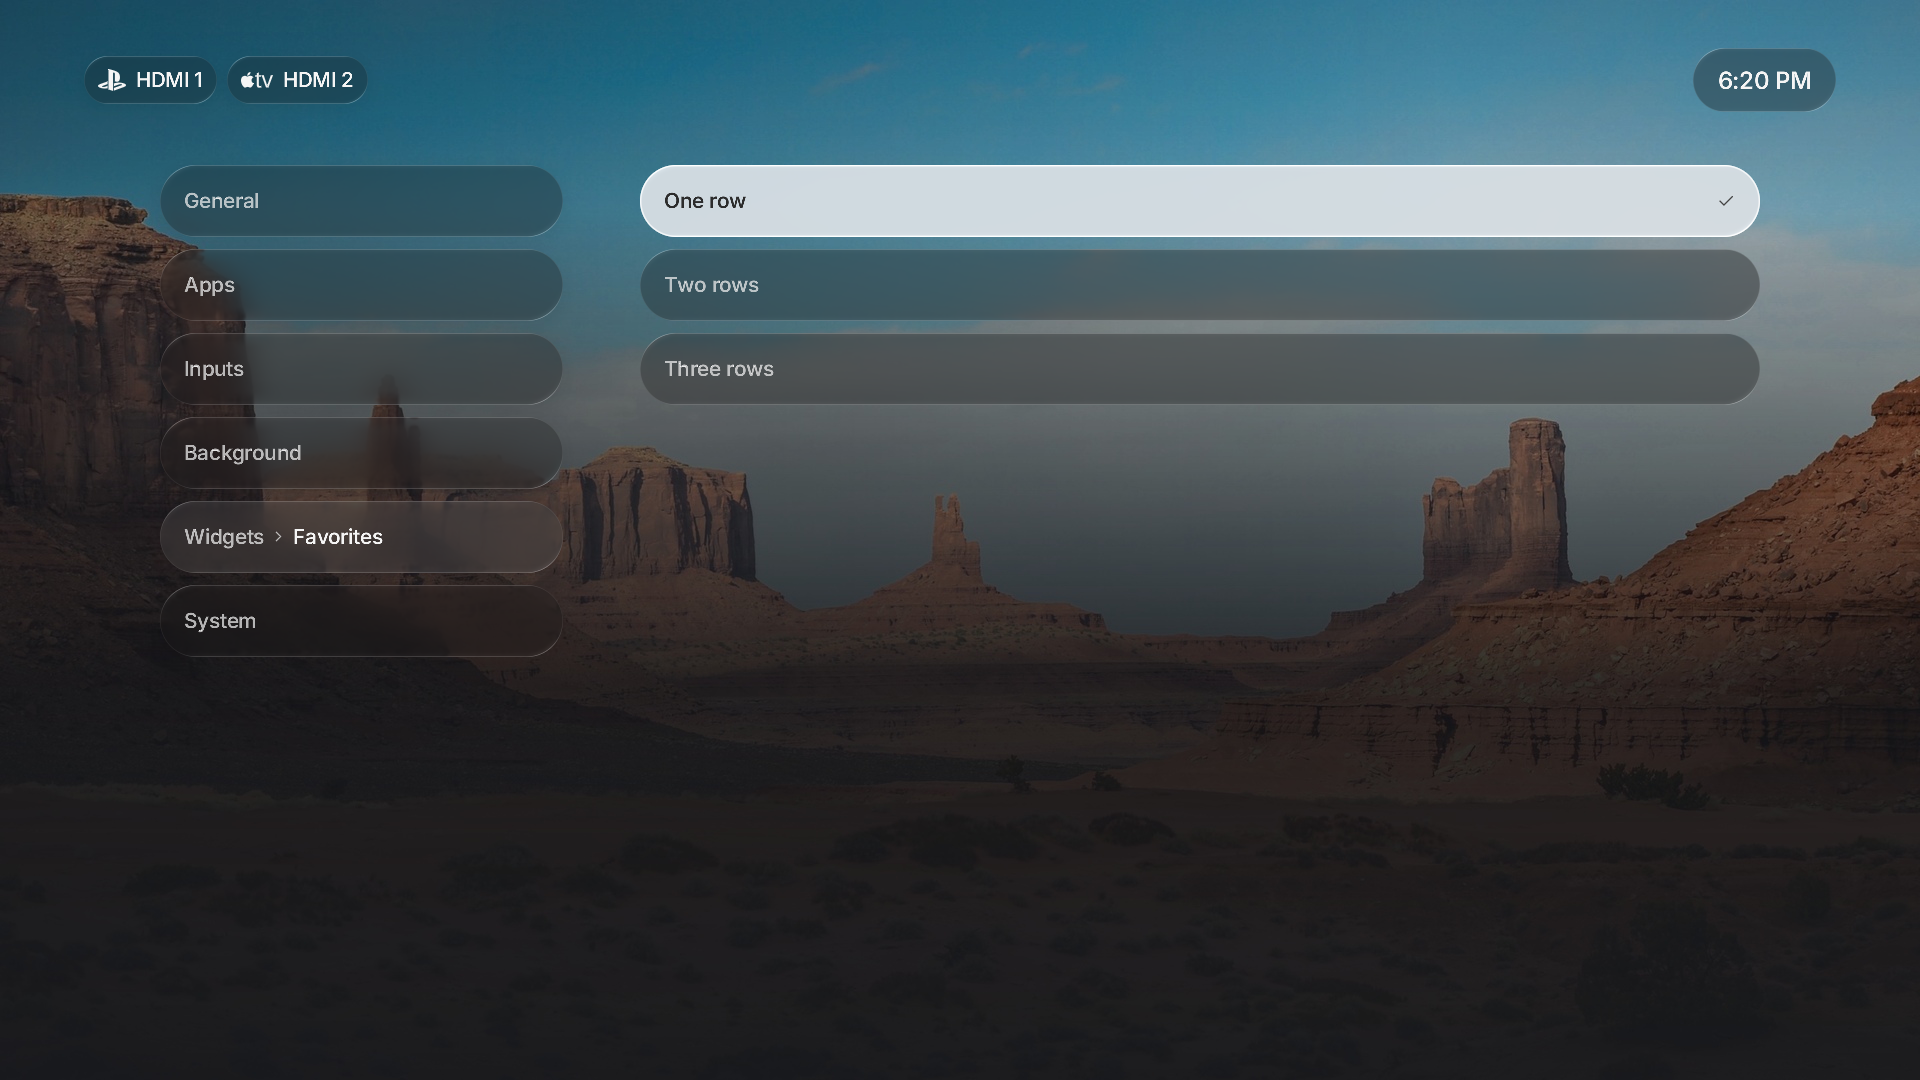 HDMI 1
tv HDMI 2
6:20 PM
General
Apps
Inputs
Background
Widgets > Favorites
System
One row
Two rows
Three rows